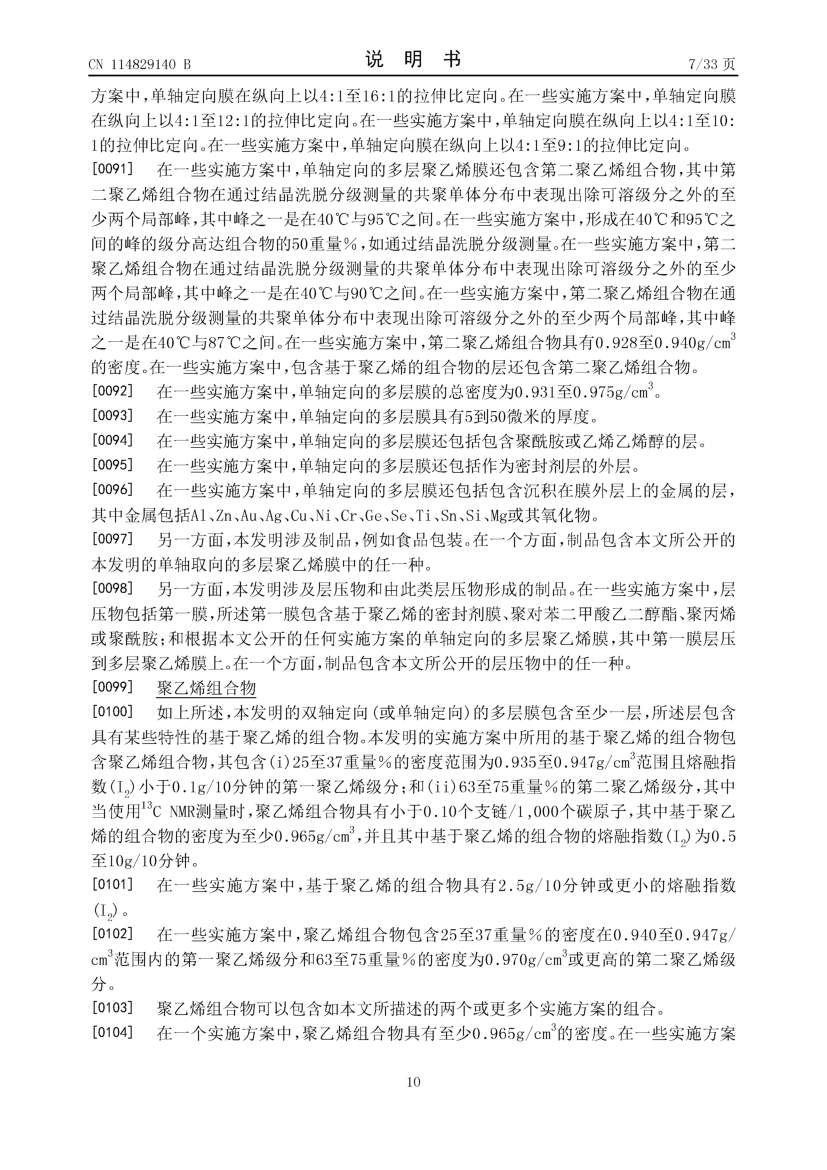 CN 114829140 B
说 明 书
7/33 页
方案中,单轴定向膜在纵向上以4:1至16:1的拉伸比定向。在一些实施方案中,单轴定向膜
在纵向上以4:1至12:1的拉伸比定向。在一些实施方案中,单轴定向膜在纵向上以4:1至10:
1的拉伸比定向。在一些实施方案中,单轴定向膜在纵向上以4:1至9:1的拉伸比定向。
[0091] 在一些实施方案中,单轴定向的多层聚乙烯膜还包含第二聚乙烯组合物,其中第
二聚乙烯组合物在通过结晶洗脱分级测量的共聚单体分布中表现出除可溶级分之外的至
少两个局部峰,其中峰之一是在40℃与95℃之间。在一些实施方案中,形成在40℃和95℃之
间的峰的级分高达组合物的50重量%,如通过结晶洗脱分级测量。在一些实施方案中,第二
聚乙烯组合物在通过结晶洗脱分级测量的共聚单体分布中表现出除可溶级分之外的至少
两个局部峰,其中峰之一是在40℃与90℃之间。在一些实施方案中,第二聚乙烯组合物在通
过结晶洗脱分级测量的共聚单体分布中表现出除可溶级分之外的至少两个局部峰,其中峰
之一是在40℃与87℃之间。在一些实施方案中,第二聚乙烯组合物具有0.928至0.940g/cm³
的密度。在一些实施方案中,包含基于聚乙烯的组合物的层还包含第二聚乙烯组合物。
[0092] 在一些实施方案中,单轴定向的多层膜的总密度为0.931至0.975g/cm³。
[0093] 在一些实施方案中,单轴定向的多层膜具有5到50微米的厚度。
[0094] 在一些实施方案中,单轴定向的多层膜还包括包含聚酰胺或乙烯乙烯醇的层。
[0095] 在一些实施方案中,单轴定向的多层膜还包括作为密封剂层的外层。
[0096] 在一些实施方案中,单轴定向的多层膜还包括包含沉积在膜外层上的金属的层,
其中金属包括Al、Zn、Au、Ag、Cu、Ni、Cr、Ge、Se、Ti、Sn、Si、Mg或其氧化物。
[0097] 另一方面,本发明涉及制品,例如食品包装。在一个方面,制品包含本文所公开的
本发明的单轴取向的多层聚乙烯膜中的任一种。
[0098] 另一方面,本发明涉及层压物和由此类层压物形成的制品。在一些实施方案中,层
压物包括第一膜,所述第一膜包含基于聚乙烯的密封剂膜、聚对苯二甲酸乙二醇酯、聚丙烯
或聚酰胺;和根据本文公开的任何实施方案的单轴定向的多层聚乙烯膜,其中第一膜层压
到多层聚乙烯膜上。在一个方面,制品包含本文所公开的层压物中的任一种。
[0099] 聚乙烯组合物
[0100] 如上所述,本发明的双轴定向(或单轴定向)的多层膜包含至少一层,所述层包含
具有某些特性的基于聚乙烯的组合物。本发明的实施方案中所用的基于聚乙烯的组合物包
含聚乙烯组合物,其包含(i)25至37重量%的密度范围为0.935至0.947g/cm³范围且熔融指
数(I₂)小于0.1g/10分钟的第一聚乙烯级分;和(ii)63至75重量%的第二聚乙烯级分,其中
当使用¹³C NMR测量时,聚乙烯组合物具有小于0.10个支链/1,000个碳原子,其中基于聚乙
烯的组合物的密度为至少0.965g/cm³,并且其中基于聚乙烯的组合物的熔融指数(I₂)为0.5
至10g/10分钟。
[0101] 在一些实施方案中,基于聚乙烯的组合物具有2.5g/10分钟或更小的熔融指数
(I₂)。
[0102] 在一些实施方案中,聚乙烯组合物包含25至37重量%的密度在0.940至0.947g/
cm³范围内的第一聚乙烯级分和63至75重量%的密度为0.970g/cm³或更高的第二聚乙烯级
分。
[0103] 聚乙烯组合物可以包含如本文所描述的两个或更多个实施方案的组合。
[0104] 在一个实施方案中,聚乙烯组合物具有至少0.965g/cm³的密度。在一些实施方案
10